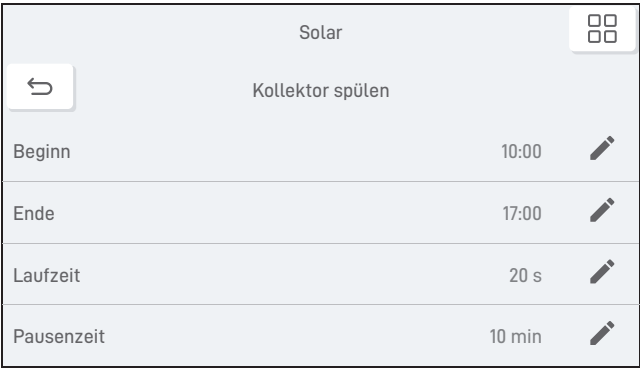 Solar
Kollektor spülen
Beginn 10:00
Ende 17:00
Laufzeit 20 s
Pausenzeit 10 min